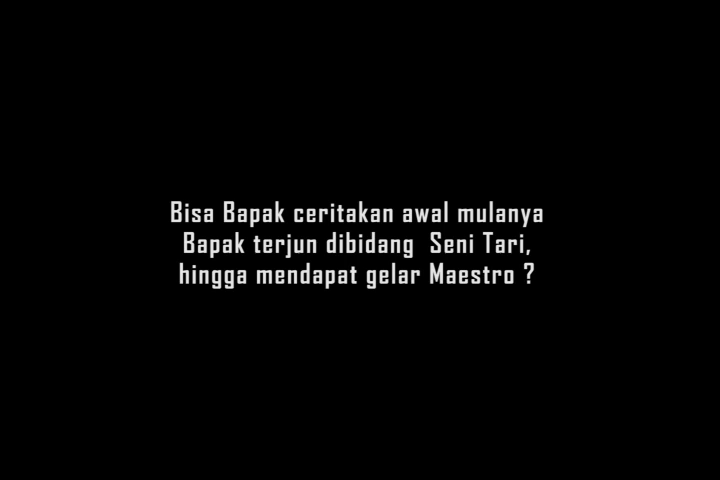 Bisa Bapak ceritakan awal mulanya
Bapak terjun dibidang  Seni Tari,
hingga mendapat gelar Maestro ?